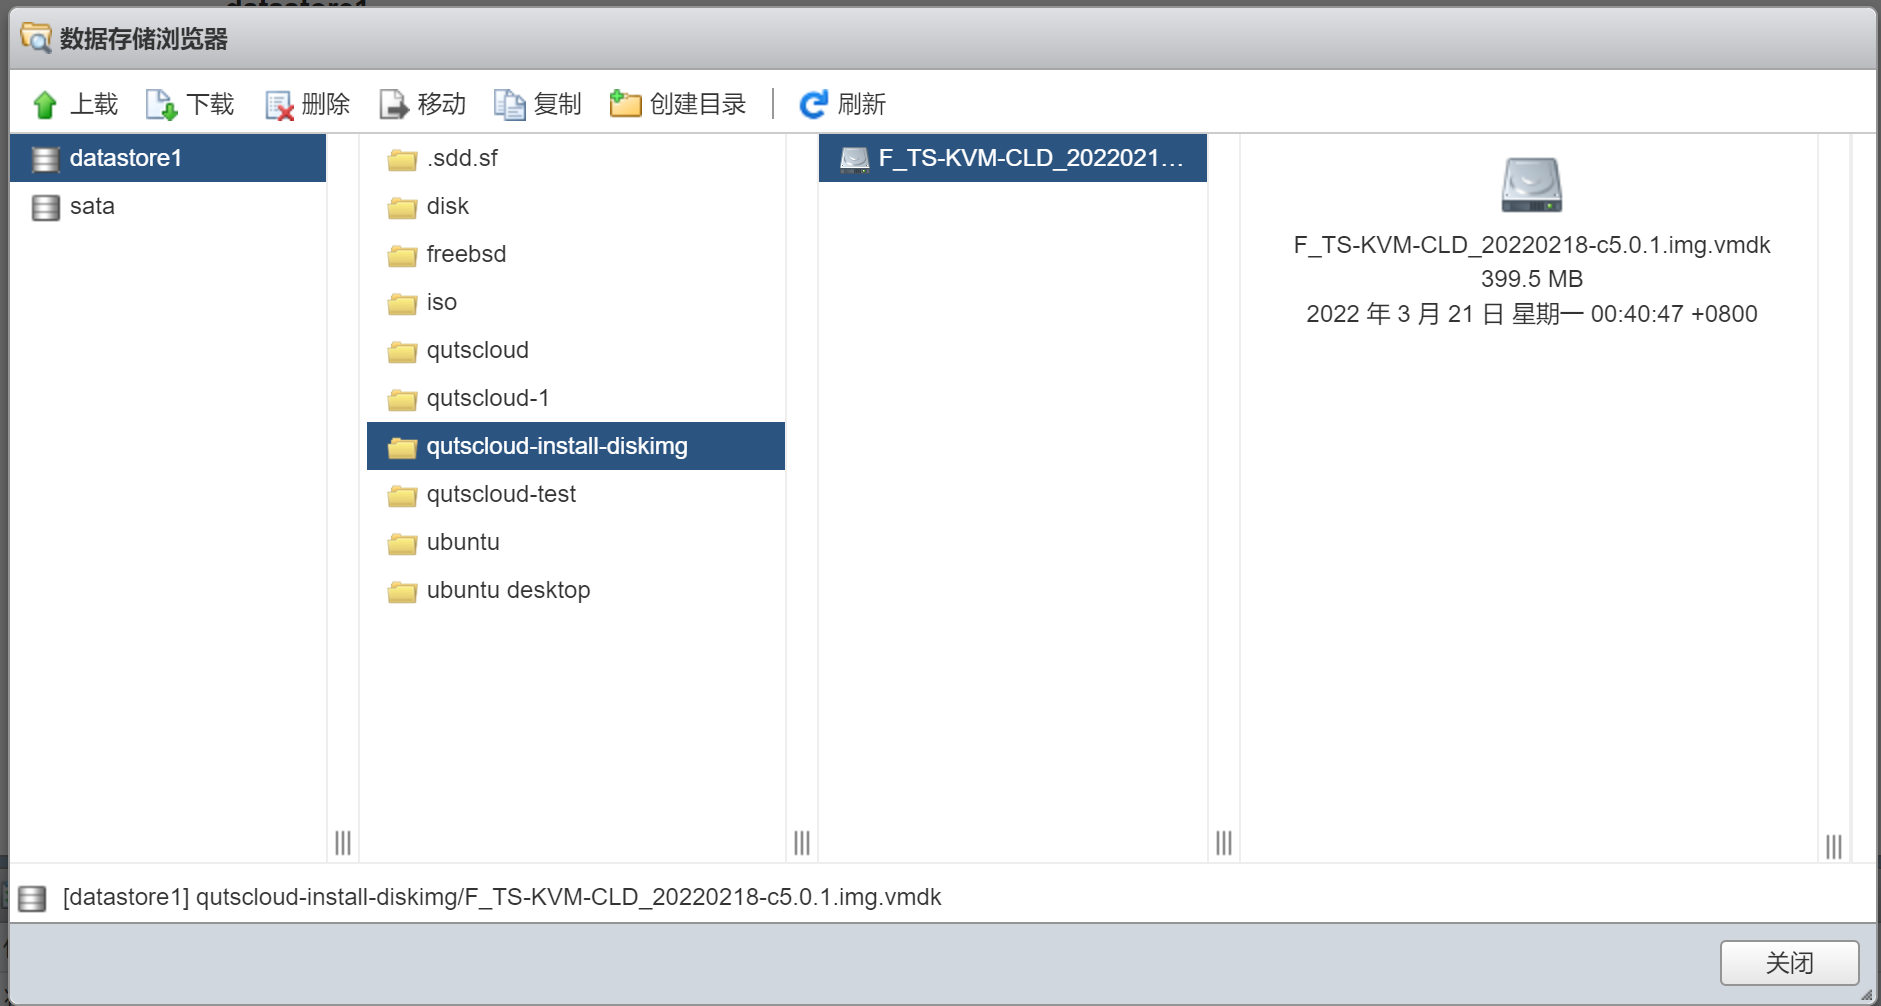 数据存储浏览器
上载 下载 删除 移动 复制 创建目录 刷新
datastore1
sata
.sdd.sf
disk
freebsd
iso
qutscloud
qutscloud-1
qutscloud-install-diskimg
qutscloud-test
ubuntu
ubuntu desktop
F_TS-KVM-CLD_2022021...
F_TS-KVM-CLD_20220218-c5.0.1.img.vmdk
399.5 MB
2022 年 3 月 21 日 星期一 00:40:47 +0800
[datastore1] qutscloud-install-diskimg/F_TS-KVM-CLD_20220218-c5.0.1.img.vmdk
关闭